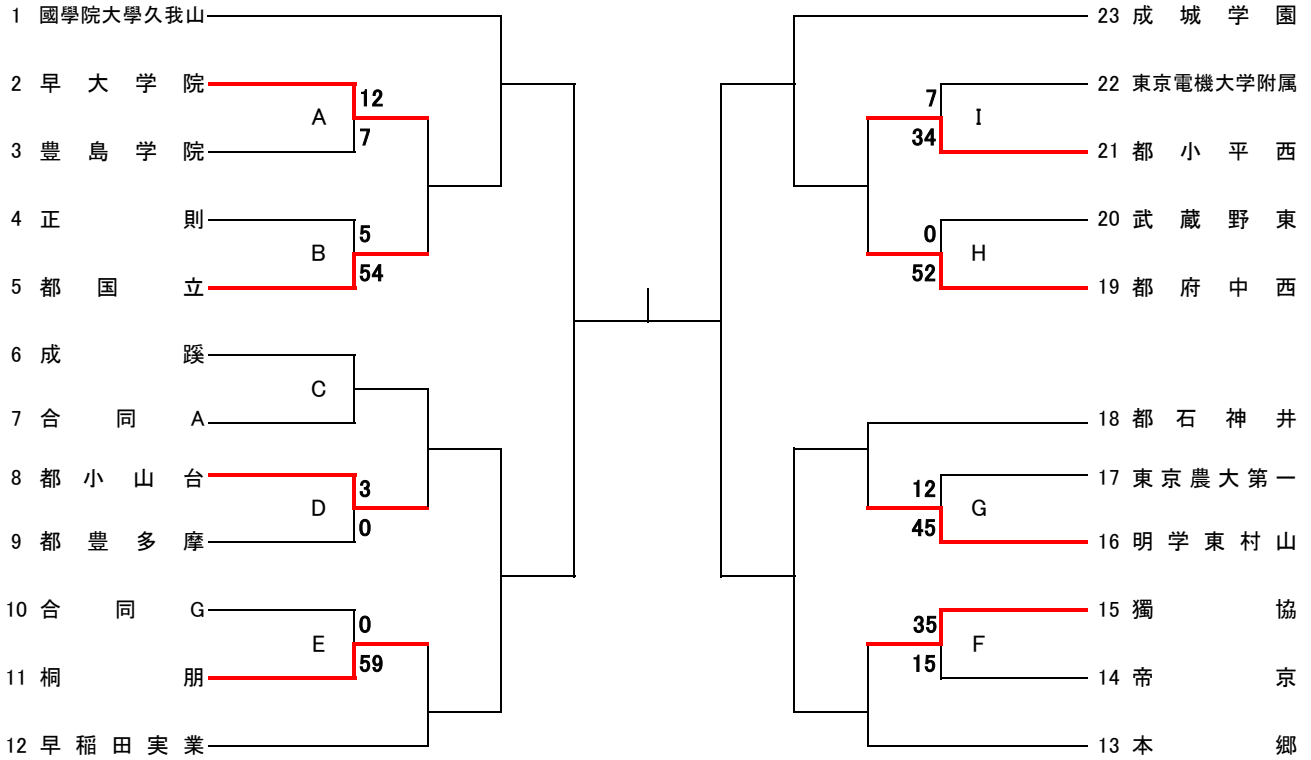 1 國學院大學久我山
2 早大学院
12
A
7
3 豊島学院
4 正則
5
B
54
5 都国立
6 成蹊
C
7 合同A
8 都小山台
3
D
0
9 都豊多摩
10 合同G
0
E
59
11 桐朋
12 早稲田実業
23 成城学園
22 東京電機大学附属
7
I
34
21 都小平西
20 武蔵野東
0
H
52
19 都府中西
18 都石神井
17 東京農大第一
12
G
45
16 明学東村山
15 獨協
35
F
15
14 帝京
13 本郷